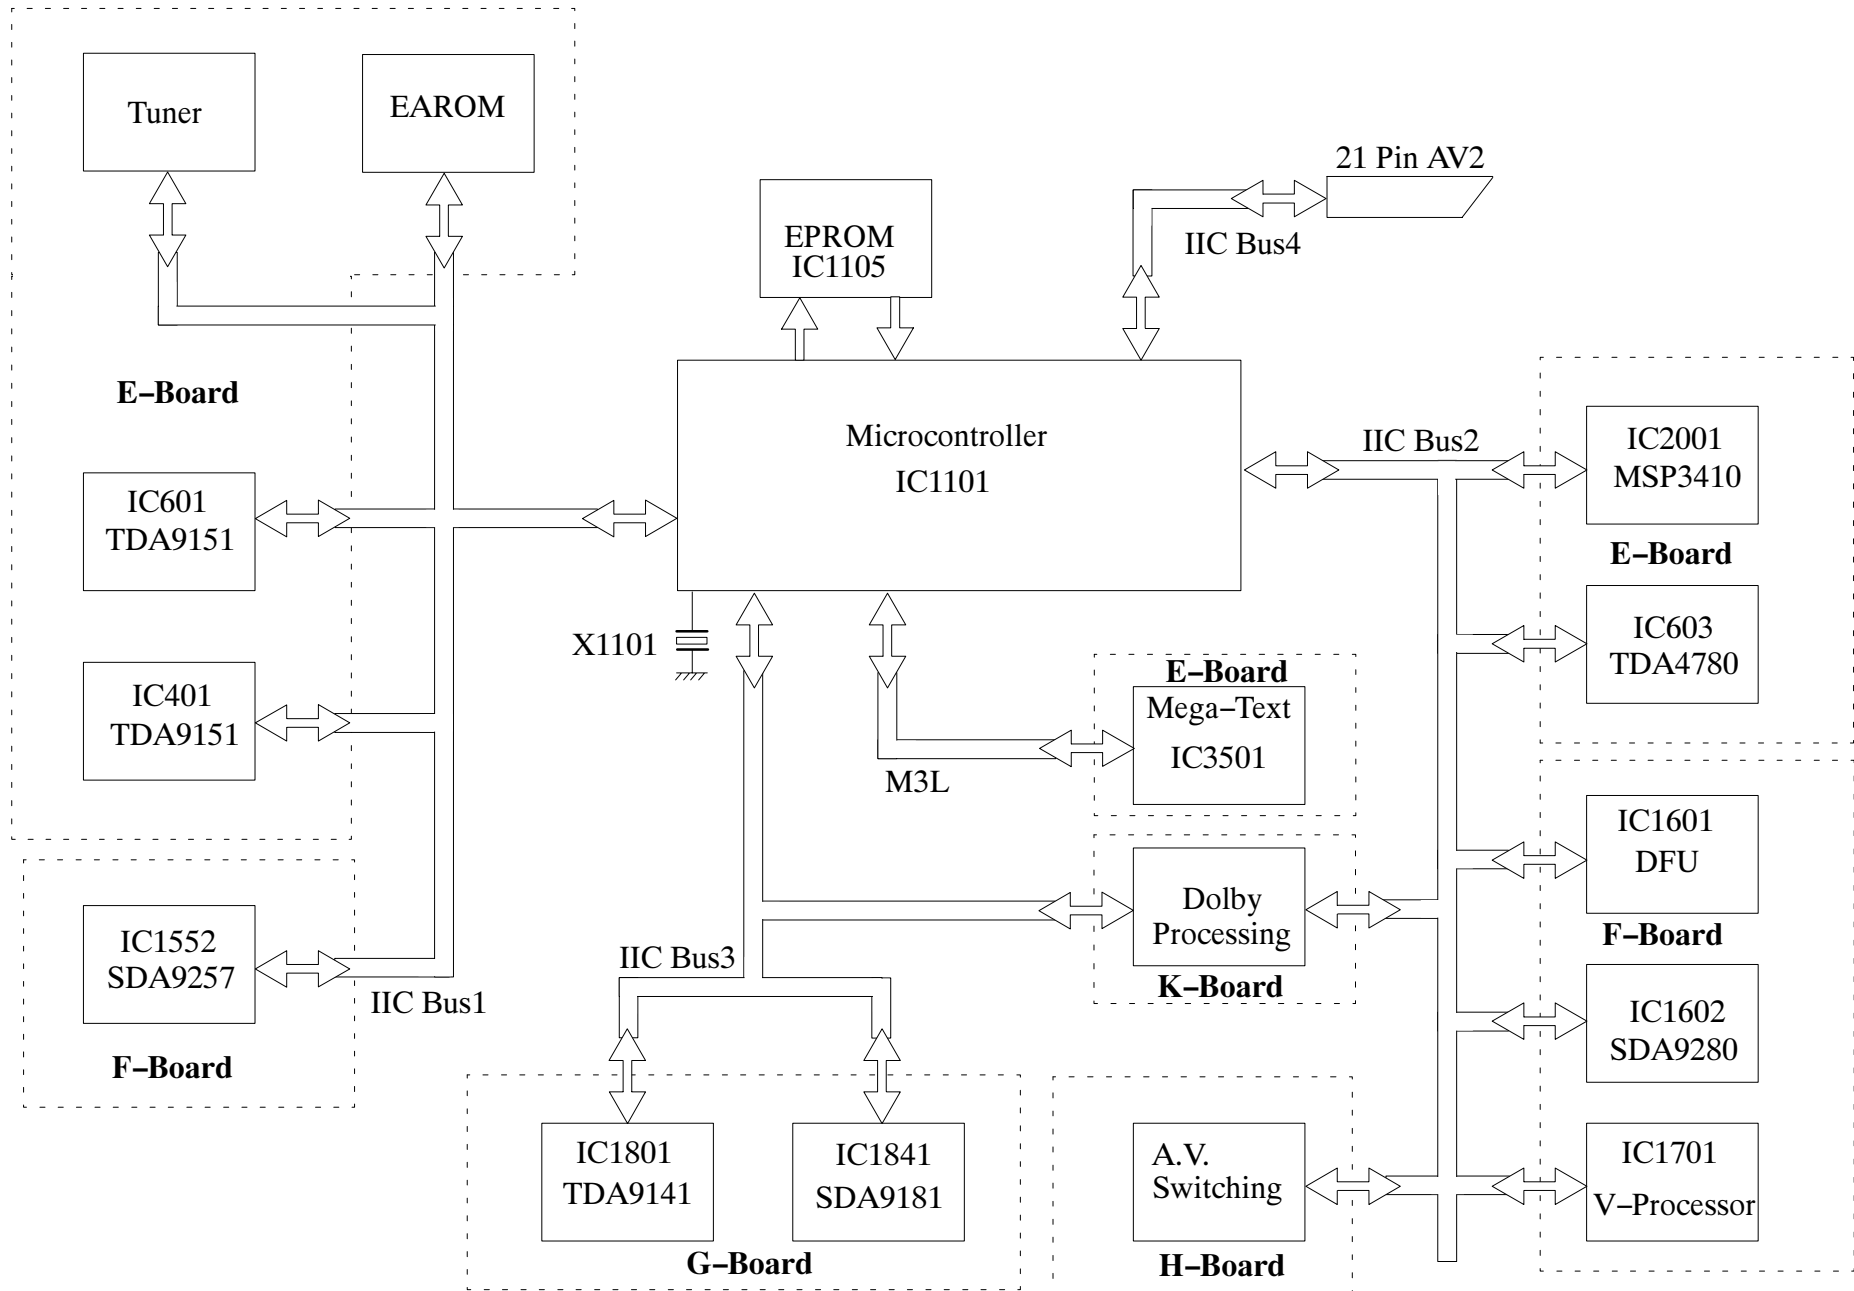 Tuner
EAROM
21 Pin AV2
EPROM
IC1105
IIC Bus4
E–Board
Microcontroller
IC1101
IIC Bus2
IC2001
MSP3410
E–Board
IC601
TDA9151
IC603
TDA4780
X1101
IC401
TDA9151
E–Board
Mega–Text
IC3501
M3L
IC1601
DFU
F–Board
Dolby
Processing
K–Board
IC1552
SDA9257
IIC Bus1
F–Board
IIC Bus3
IC1602
SDA9280
IC1801
TDA9141
IC1841
SDA9181
G–Board
A.V.
Switching
H–Board
IC1701
V–Processor